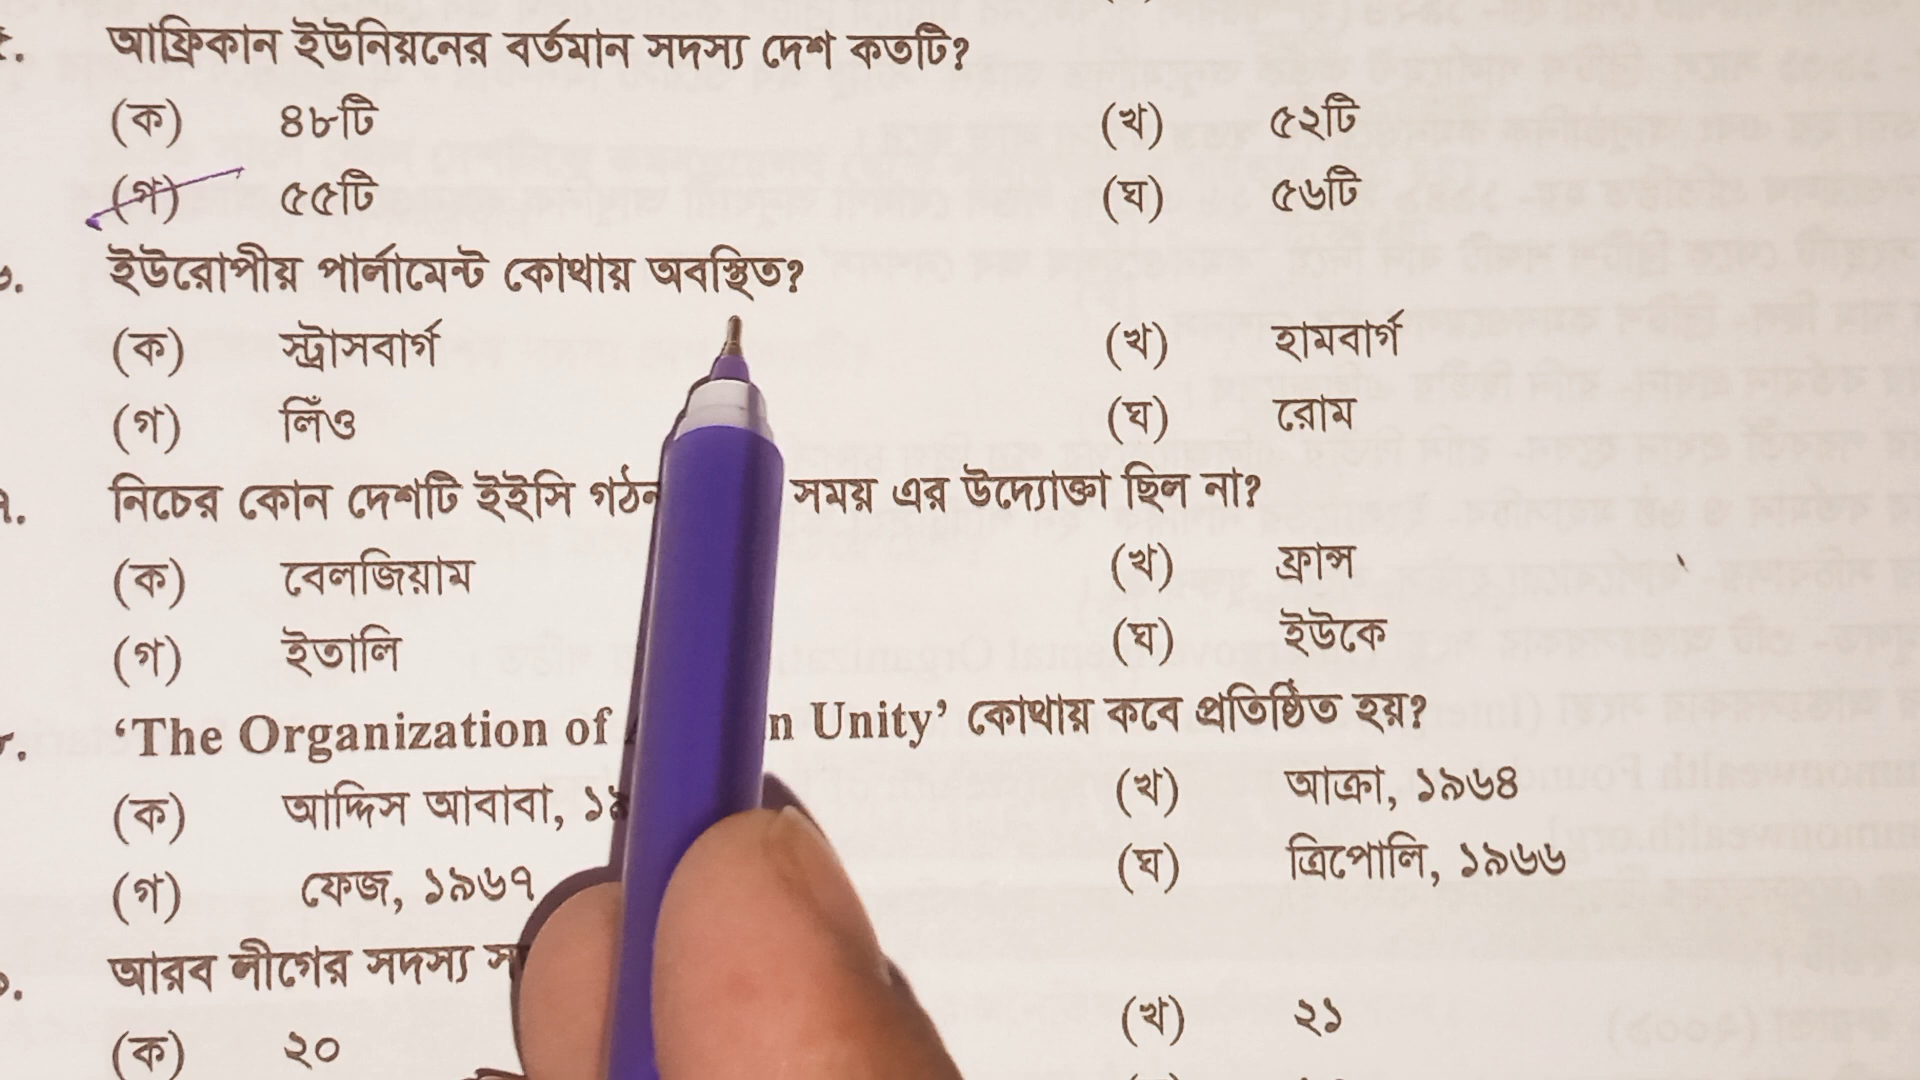 আফ্রিকান ইউনিয়নের বর্তমান সদস্য দেশ কতটি?
(ক) ৪৮টি (খ) ৫২টি
(গ) ৫৫টি (ঘ) ৫৬টি
ইউরোপীয় পার্লামেন্ট কোথায় অবস্থিত?
(ক) স্ট্রাসবার্গ (খ) হামবার্গ
(গ) লিঁও (ঘ) রোম
নিচের কোন দেশটি ইইসি গঠন সময় এর উদ্যোক্তা ছিল না?
(ক) বেলজিয়াম (খ) ফ্রান্স
(গ) ইতালি (ঘ) ইউকে
‘The Organization of Unity’ কোথায় কবে প্রতিষ্ঠিত হয়?
(ক) আদ্দিস আবাবা, (খ) আক্রা, ১৯৬৪
(গ) ফেজ, ১৯৬৭ (ঘ) ত্রিপোলি, ১৯৬৬
আরব লীগের সদস্য
(ক) ২০ (খ) ২১